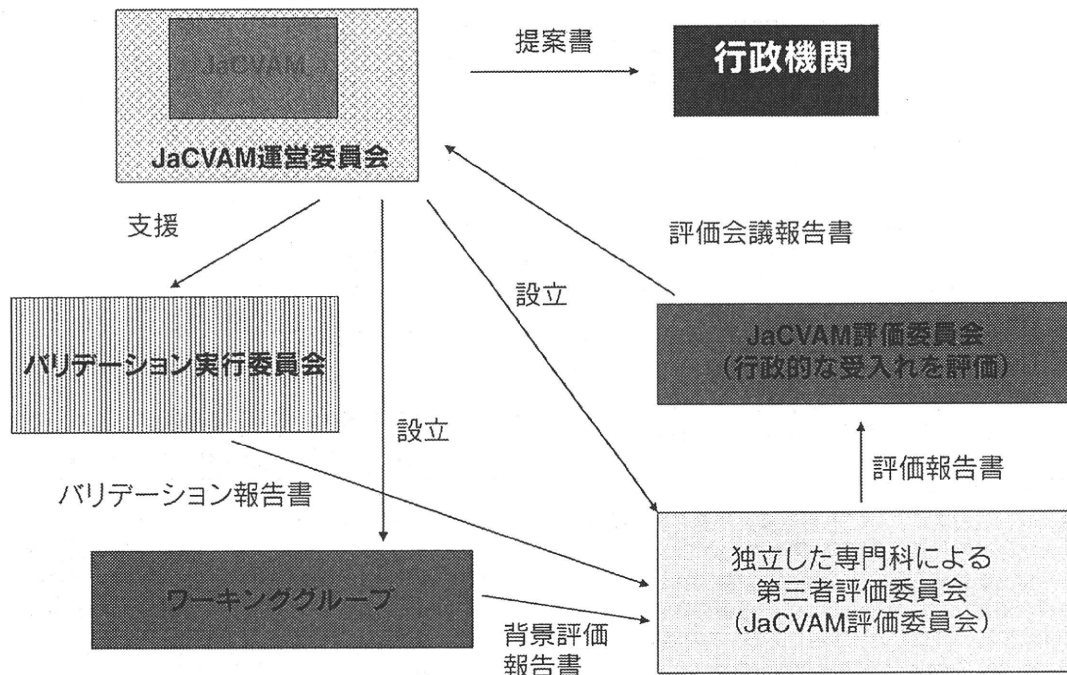 JaCVAM
JaCVAM運営委員会
提案書
行政機関
支援
評価会議報告書
設立
バリデーション実行委員会
JaCVAM評価委員会
(行政的な受入れを評価)
設立
評価報告書
バリデーション報告書
独立した専門科による
第三者評価委員会
(JaCVAM評価委員会)
ワーキンググループ
背景評価
報告書